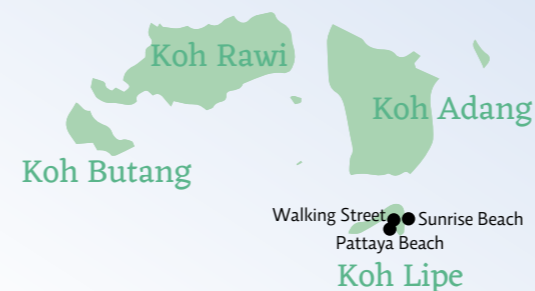 Koh Rawi
Koh Adang
Koh Butang
Walking Street
Sunrise Beach
Pattaya Beach
Koh Lipe